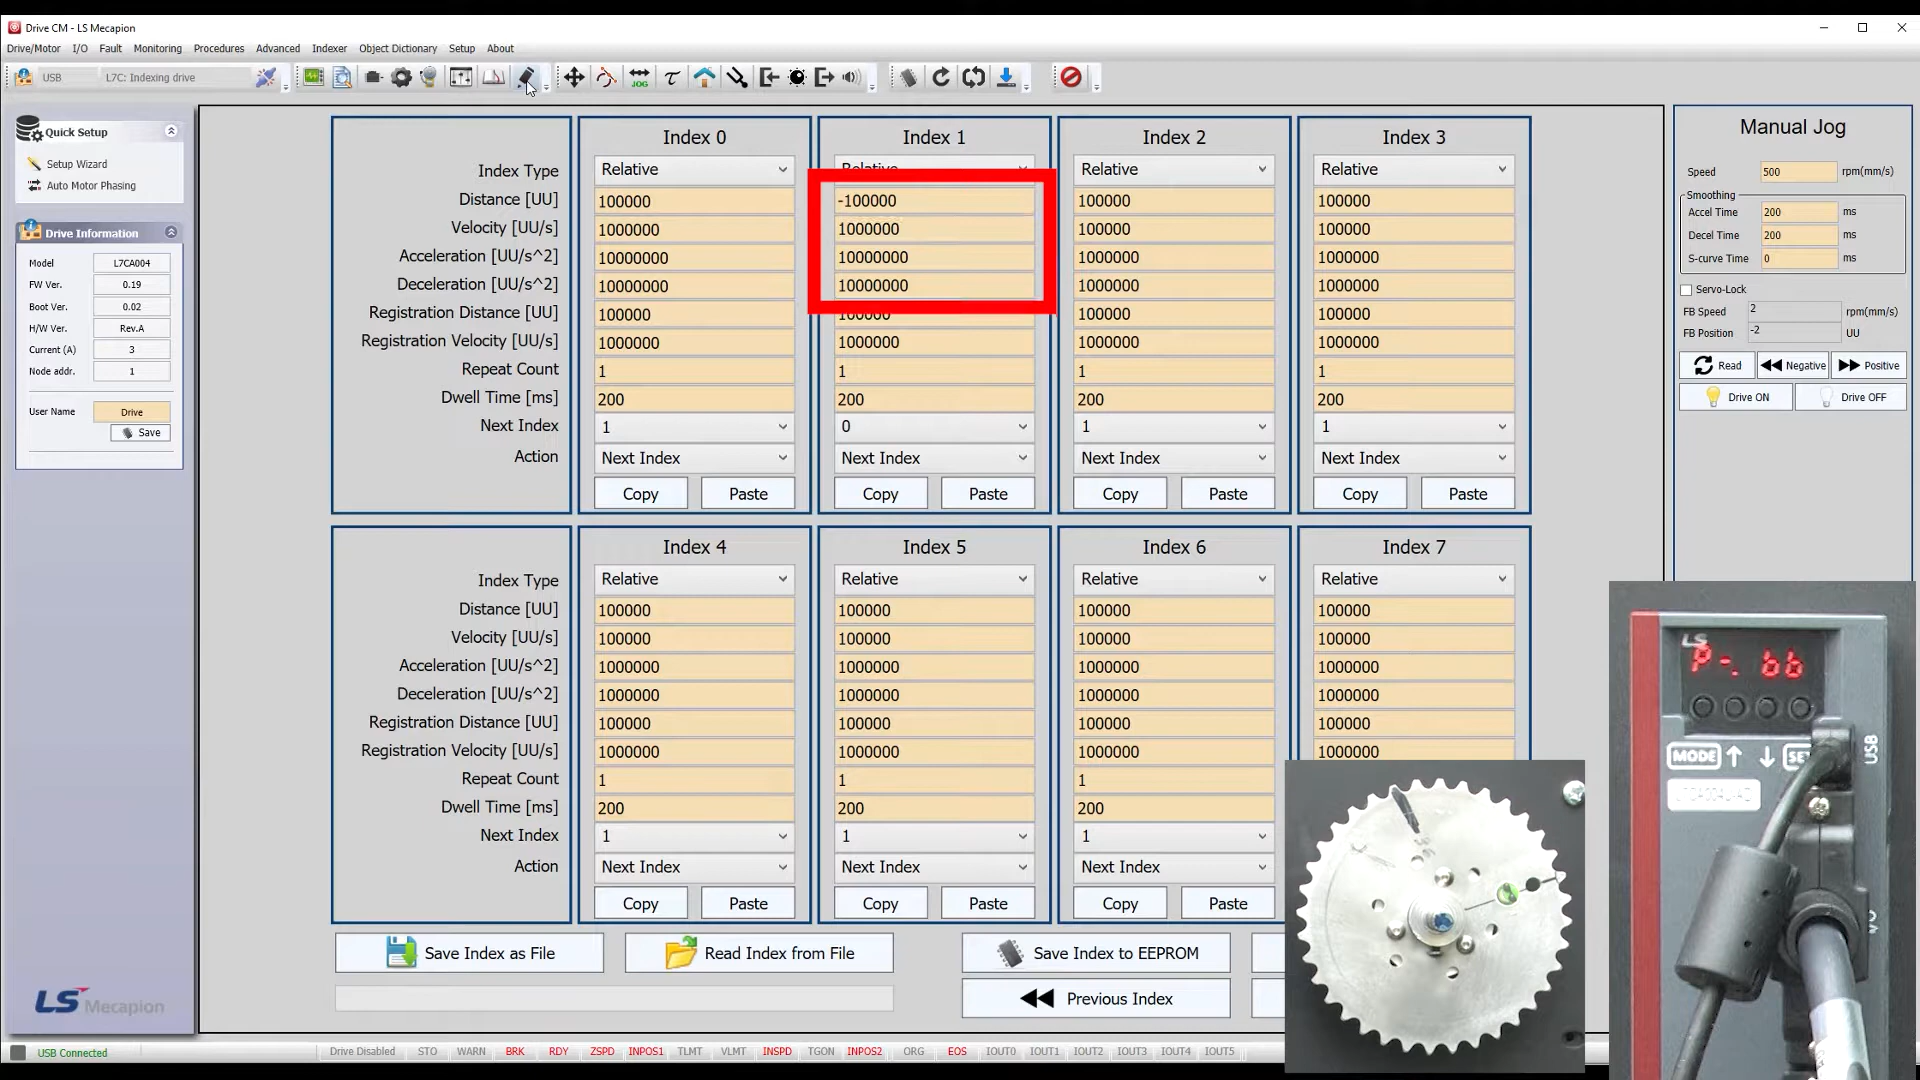 Drive CM - LS Mecapion
Drive/Motor I/O Fault Monitoring Procedures Distances Advanced Indexer Object Dictionary Setup About
USB L7C: Indexing drive
JOG
Quick Setup
Setup Wizard
Auto Motor Phasing
Drive Information
Model L7CA004
FW Ver. 0.19
Boot Ver. 0.02
H/W Ver. Rev.A
Current (A) 3
Node addr. 1
User Name Drive
Save
LS Mecapion
Index 0 Index 1 Index 2 Index 3
Index Type Relative Relative Relative Relative
Distance [UU] 100000 -100000 100000 100000
Velocity [UU/s] 1000000 1000000 1000000 1000000
Acceleration [UU/s^2] 10000000 10000000 1000000 1000000
Deceleration [UU/s^2] 10000000 10000000 1000000 1000000
Registration Distance [UU] 100000 100000 100000 100000
Registration Velocity [UU/s] 1000000 1000000 1000000 1000000
Repeat Count 1 1 1 1
Dwell Time [ms] 200 200 200 200
Next Index 1 0 1 1
Action Next Index Next Index Next Index Next Index
Copy Paste Copy Paste Copy Paste Copy Paste
Index 4 Index 5 Index 6 Index 7
Index Type Relative Relative Relative Relative
Distance [UU] 100000 100000 100000 100000
Velocity [UU/s] 1000000 1000000 1000000 1000000
Acceleration [UU/s^2] 1000000 1000000 1000000 1000000
Deceleration [UU/s^2] 1000000 1000000 1000000 1000000
Registration Distance [UU] 100000 100000 100000 100000
Registration Velocity [UU/s] 1000000 1000000 1000000 1000000
Repeat Count 1 1 1
Dwell Time [ms] 200 200 200
Next Index 1 1 1
Action Next Index Next Index Next Index
Copy Paste Copy Paste Copy Paste
Save Index as File Read Index from File Save Index to EEPROM
Previous Index
Manual Jog
Speed 500 rpm(mm/s)
Smoothing
Accel Time 200 ms
Decel Time 200 ms
S-curve Time 0 ms
Servo-Lock
FB Speed 2 rpm(mm/s)
FB Position -2 UU
Read Negative Positive
Drive ON Drive OFF
LS
P-. bb
MODE SET
USB
USB Connected Drive Disabled STO WARN BRK RDY ZSPD INPOS1 TLMT VLMT INSPD TGON INPOS2 ORG EOS IOUT0 IOUT1 IOUT2 IOUT3 IOUT4 IOUT5